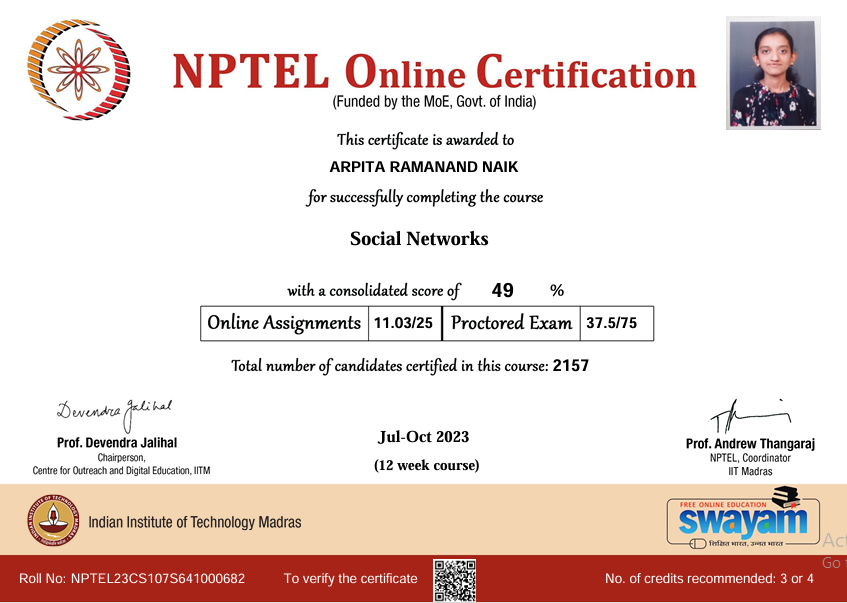 NPTEL Online Certification
(Funded by the MoE, Govt. of India)
This certificate is awarded to
ARPITA RAMANAND NAIK
for successfully completing the course
Social Networks
with a consolidated score of 49 %
Online Assignments 11.03/25 Proctored Exam 37.5/75
Total number of candidates certified in this course: 2157
Devendra Jalihal
Prof. Devendra Jalihal
Chairperson,
Centre for Outreach and Digital Education, IITM
Jul-Oct 2023
(12 week course)
Prof. Andrew Thangaraj
NPTEL, Coordinator
IIT Madras
Indian Institute of Technology Madras
FREE ONLINE EDUCATION
swayam
शिक्षित भारत, उन्नत भारत
Roll No: NPTEL23CS107S641000682
To verify the certificate
No. of credits recommended: 3 or 4